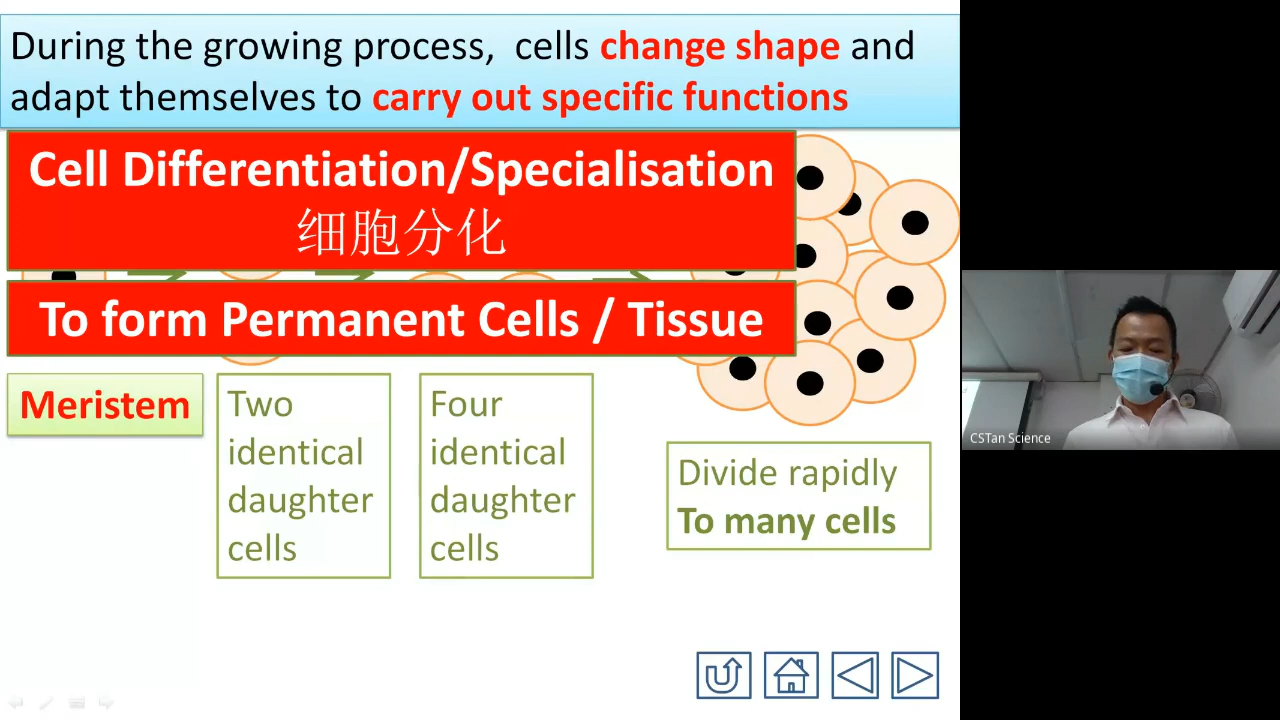 During the growing process, cells change shape and
adapt themselves to carry out specific functions
Cell Differentiation/Specialisation
细胞分化
To form Permanent Cells / Tissue
Meristem
Two
identical
daughter
cells
Four
identical
daughter
cells
Divide rapidly
To many cells
CSTan Science